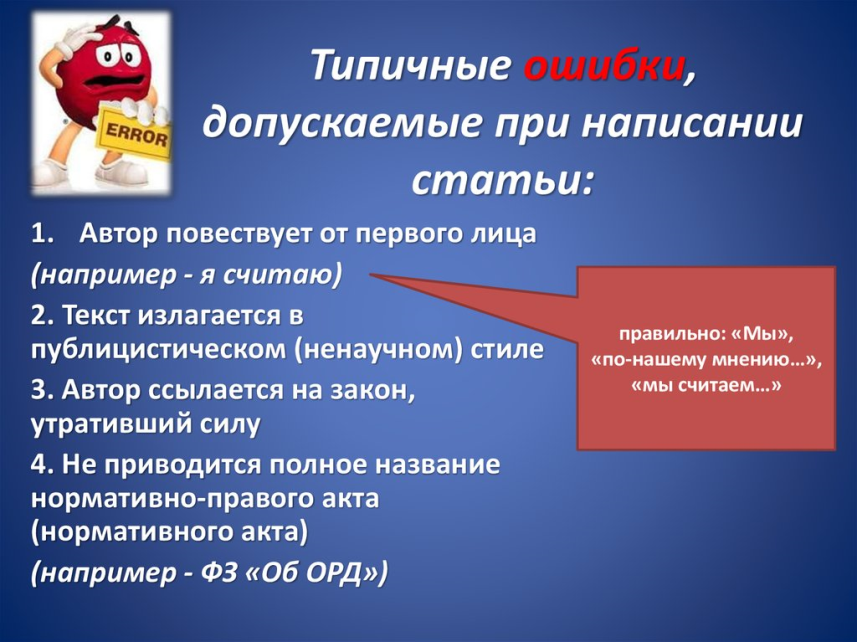 ERROR
Типичные ошибки,
допускаемые при написании
статьи:
1. Автор повествует от первого лица
(например - я считаю)
2. Текст излагается в
публицистическом (ненаучном) стиле
3. Автор ссылается на закон,
утративший силу
4. Не приводится полное название
нормативно-правого акта
(нормативного акта)
(например - ФЗ «Об ОРД»)
правильно: «Мы»,
«по-нашему мнению…»,
«мы считаем…»